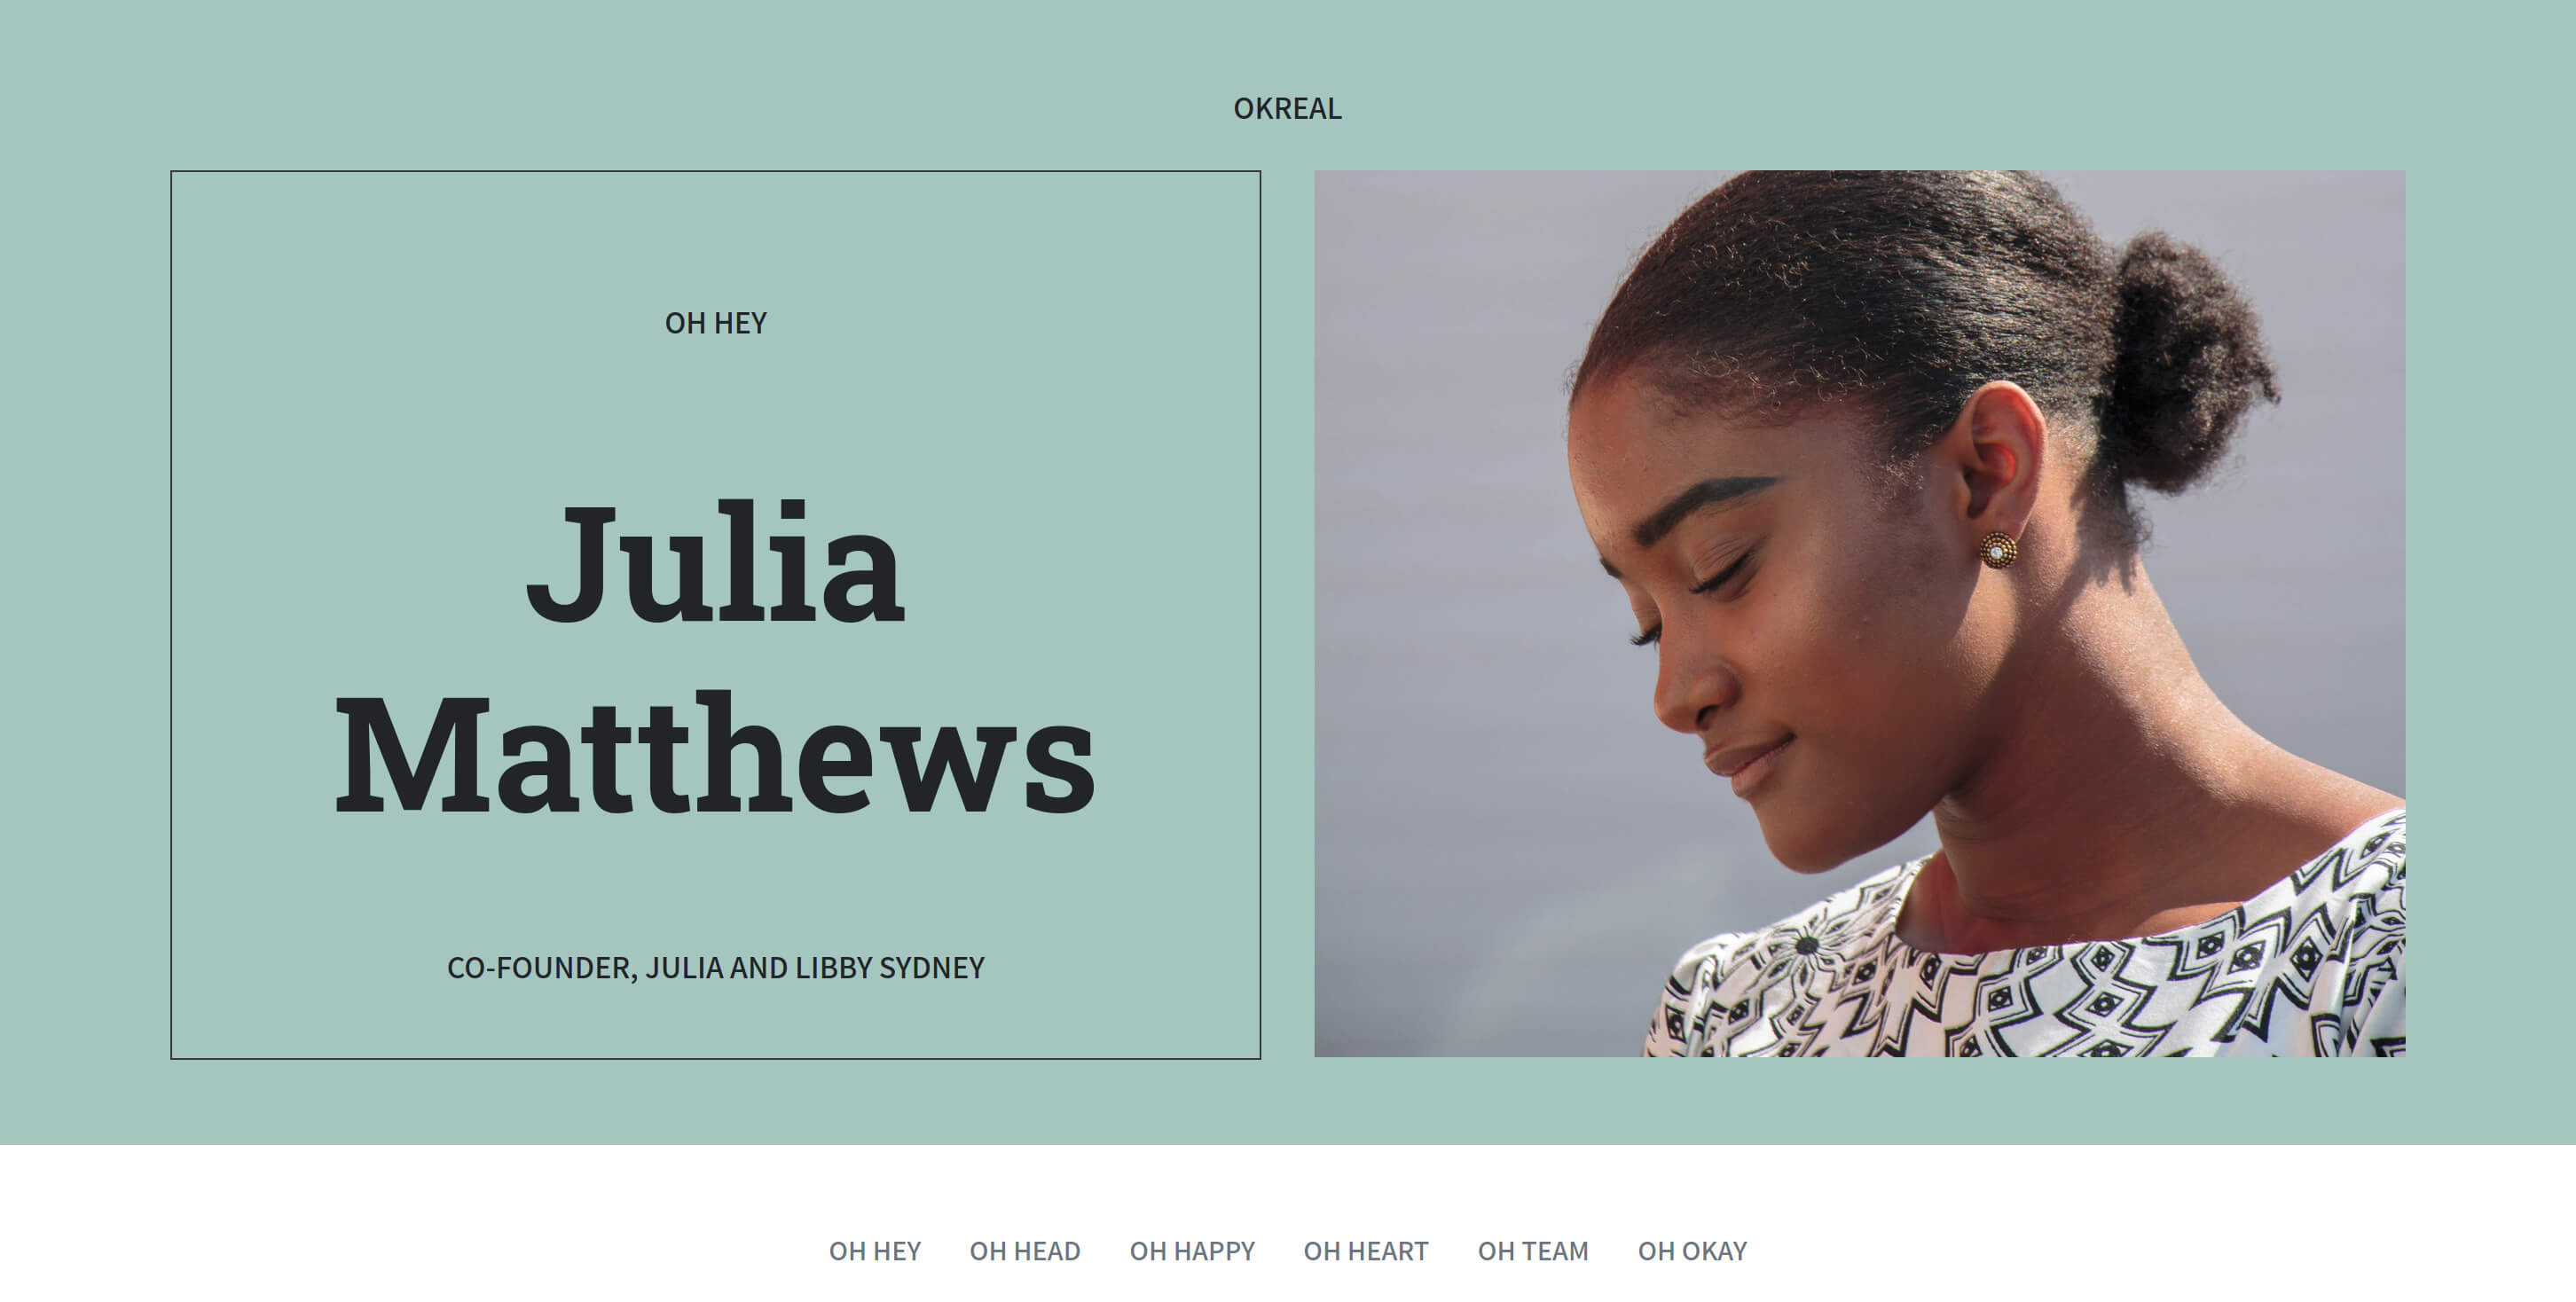 OKREAL
OH HEY
Julia
Matthews
CO-FOUNDER, JULIA AND LIBBY SYDNEY
OH HEY OH HEAD OH HAPPY OH HEART OH TEAM OH OKAY